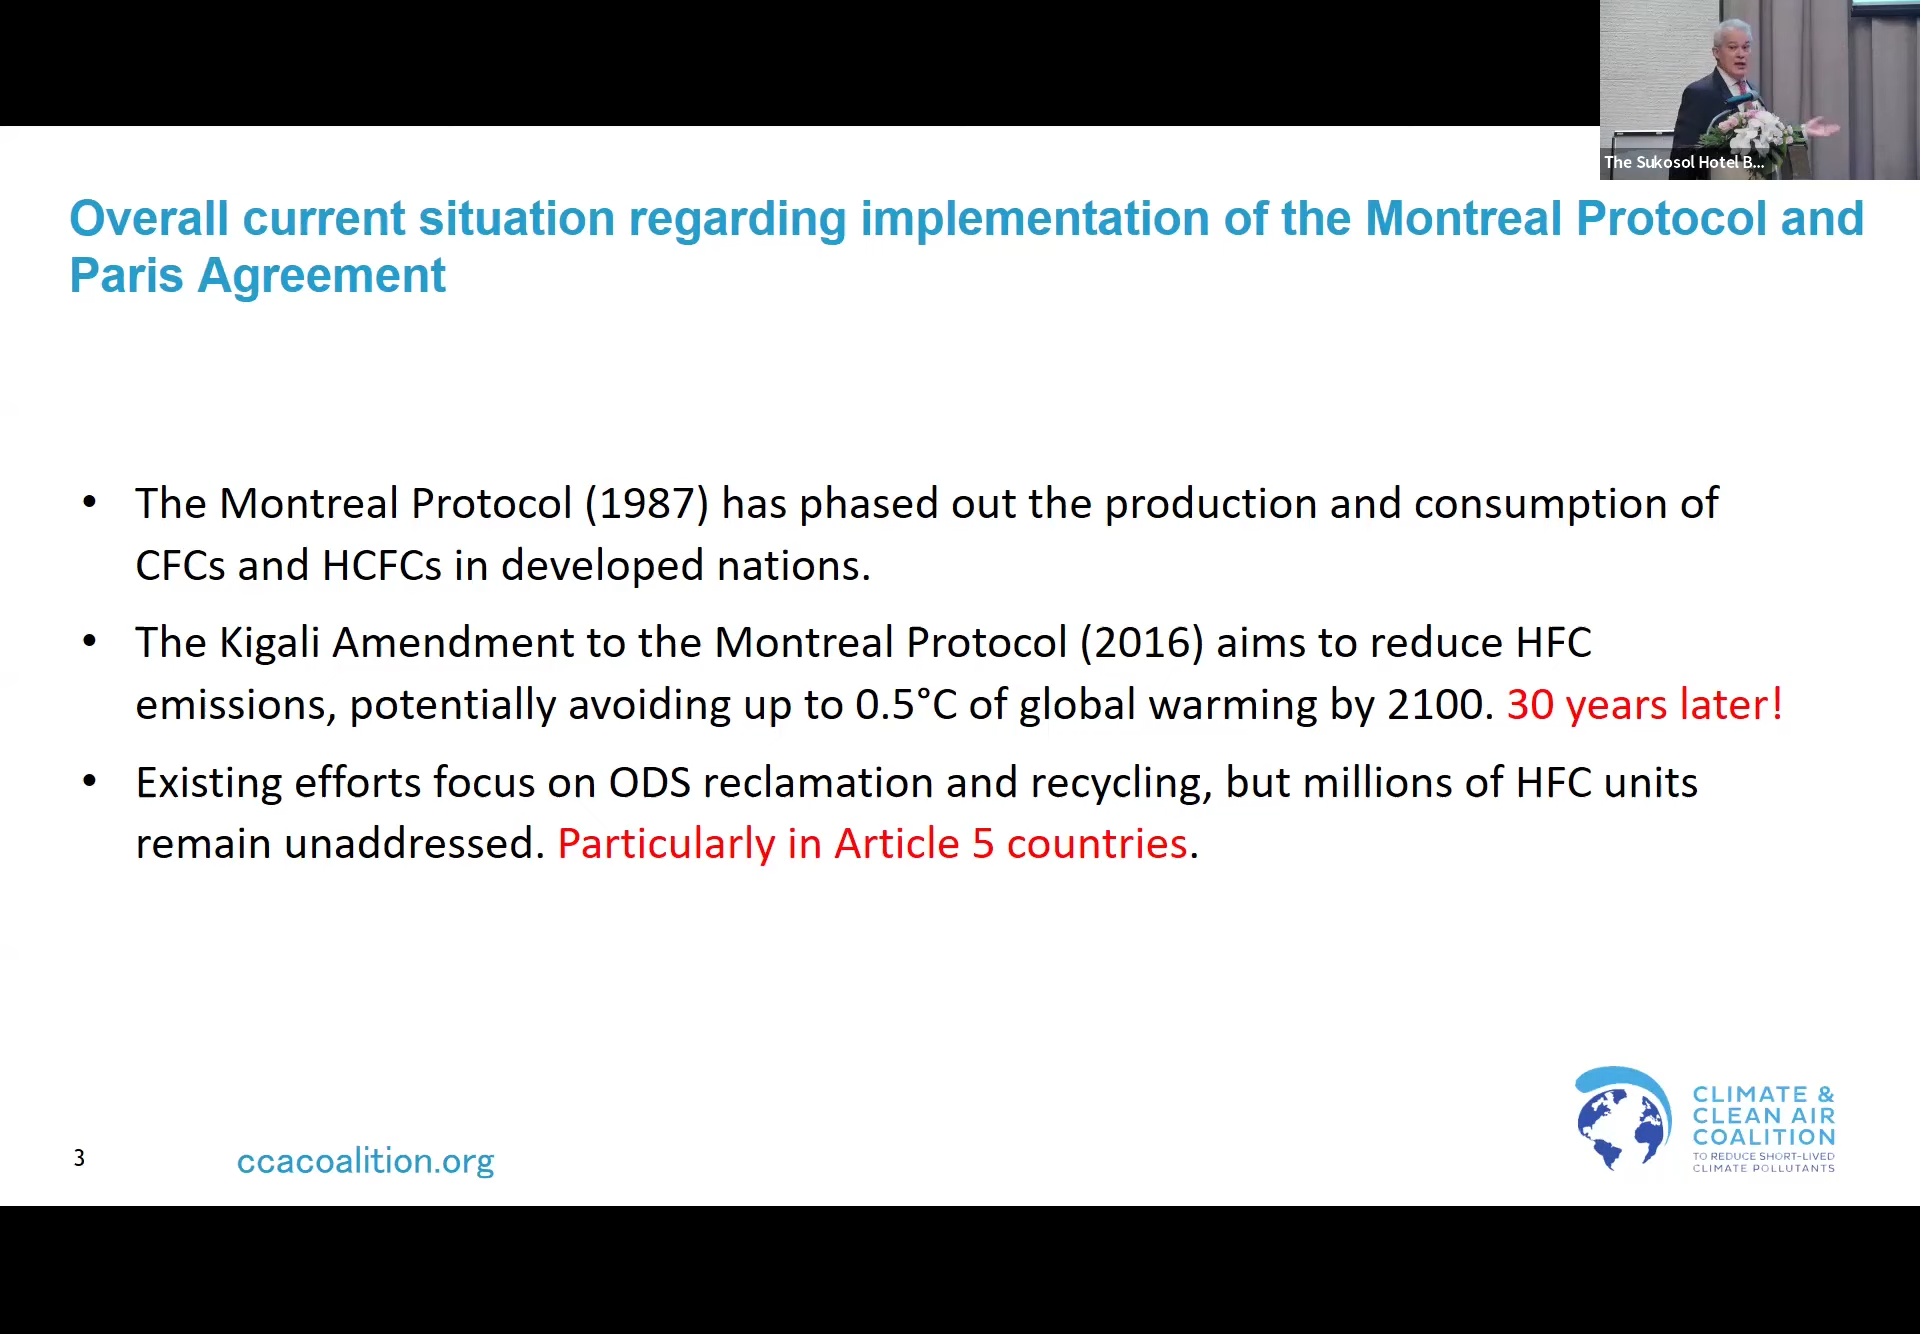 The Sukosol Hotel B...
Overall current situation regarding implementation of the Montreal Protocol and
Paris Agreement
• The Montreal Protocol (1987) has phased out the production and consumption of
CFCs and HCFCs in developed nations.
• The Kigali Amendment to the Montreal Protocol (2016) aims to reduce HFC
emissions, potentially avoiding up to 0.5°C of global warming by 2100. 30 years later!
• Existing efforts focus on ODS reclamation and recycling, but millions of HFC units
remain unaddressed. Particularly in Article 5 countries.
3
ccacoalition.org
CLIMATE &
CLEAN AIR
COALITION
TO REDUCE SHORT-LIVED
CLIMATE POLLUTANTS